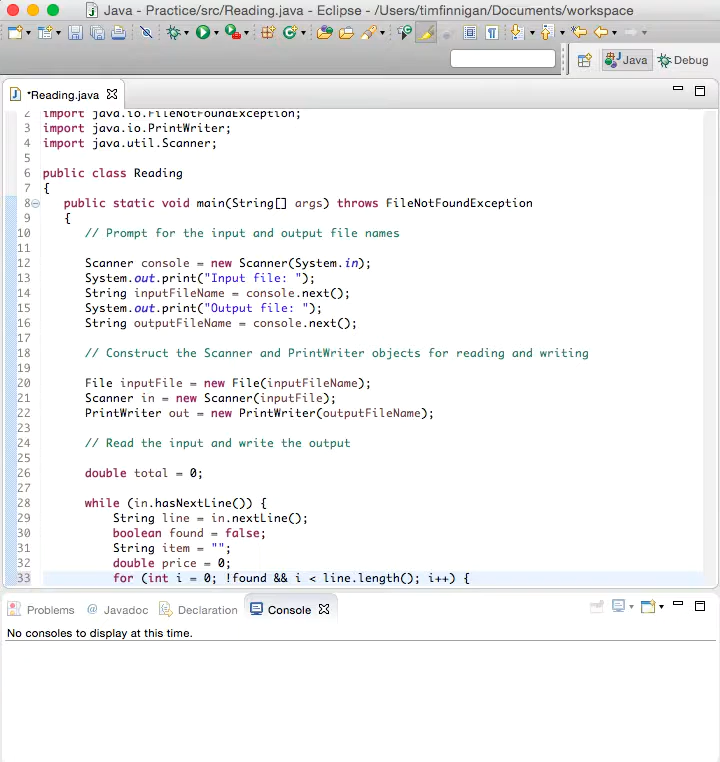 Java - Practice/src/Reading.java - Eclipse - /Users/timfinnigan/Documents/workspace
Java
Debug
*Reading.java
2 import java.io.FileNotFoundException;
3 import java.io.PrintWriter;
4 import java.util.Scanner;
5
6 public class Reading
7 {
8 public static void main(String[] args) throws FileNotFoundException
9 {
10 // Prompt for the input and output file names
11
12 Scanner console = new Scanner(System.in);
13 System.out.print("Input file: ");
14 String inputFileName = console.next();
15 System.out.print("Output file: ");
16 String outputFileName = console.next();
17
18 // Construct the Scanner and PrintWriter objects for reading and writing
19
20 File inputFile = new File(inputFileName);
21 Scanner in = new Scanner(inputFile);
22 PrintWriter out = new PrintWriter(outputFileName);
23
24 // Read the input and write the output
25
26 double total = 0;
27
28 while (in.hasNextLine()) {
29 String line = in.nextLine();
30 boolean found = false;
31 String item = "";
32 double price = 0;
33 for (int i = 0; !found && i < line.length(); i++) {
Problems @ Javadoc Declaration Console
No consoles to display at this time.